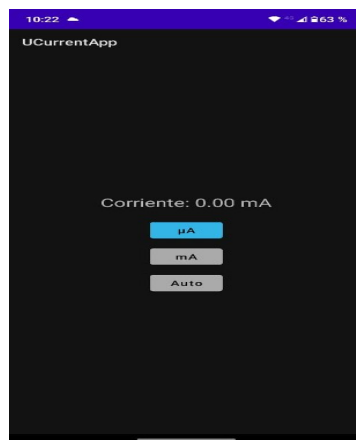 10:22 63 %
UCurrentApp
Corriente: 0.00 mA
µA
mA
Auto